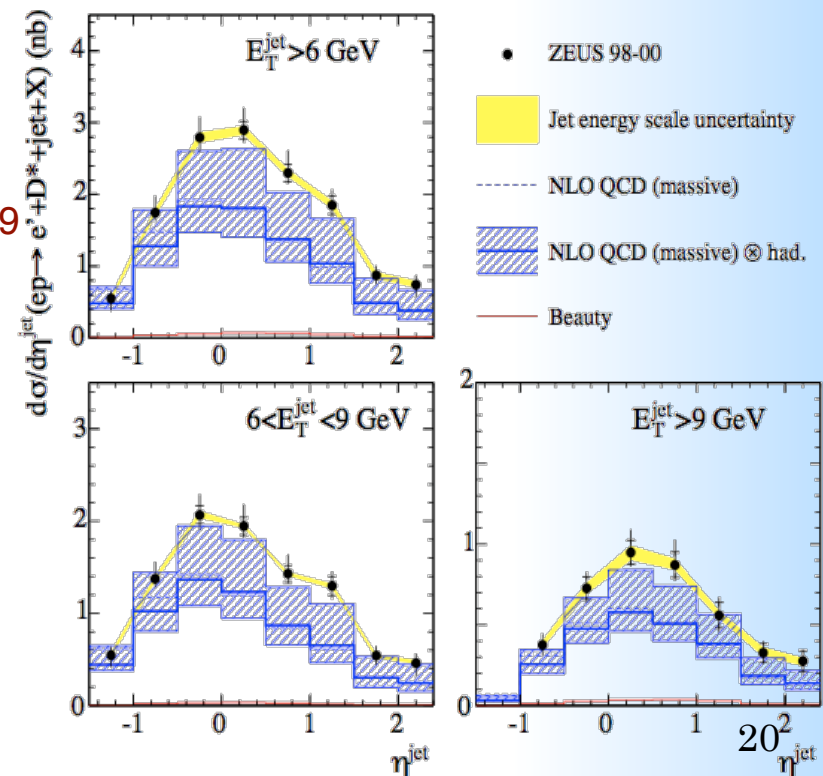 dσ/dη^jet(ep→ e'+D*+jet+X) (nb)
9
E_T^jet>6 GeV
4
3
2
1
0
-1 0 1 2
ZEUS 98-00
Jet energy scale uncertainty
NLO QCD (massive)
NLO QCD (massive) ⊗ had.
Beauty
6<E_T^jet<9 GeV
3
2
1
0
-1 0 1 2
η^jet
E_T^jet>9 GeV
2
1
0
-1 0 1 2
η^jet
20